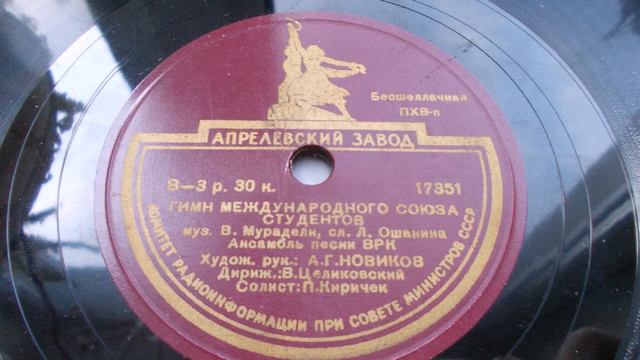 Бесшеллачная
ПХВ-п
АПРЕЛЕВСКИЙ ЗАВОД
8—3 р. 30 к. 17351
ГИМН МЕЖДУНАРОДНОГО СОЮЗА
СТУДЕНТОВ
муз. В. Мурадели, сл. Л. Ошанина
Ансамбль песни ВРК
Худож. рук.: А.Г.НОВИКОВ
Дириж.:В.Целиковский
Солист:П.Киричек
КОМИТЕТ РАДИОИНФОРМАЦИИ ПРИ СОВЕТЕ МИНИСТРОВ СССР